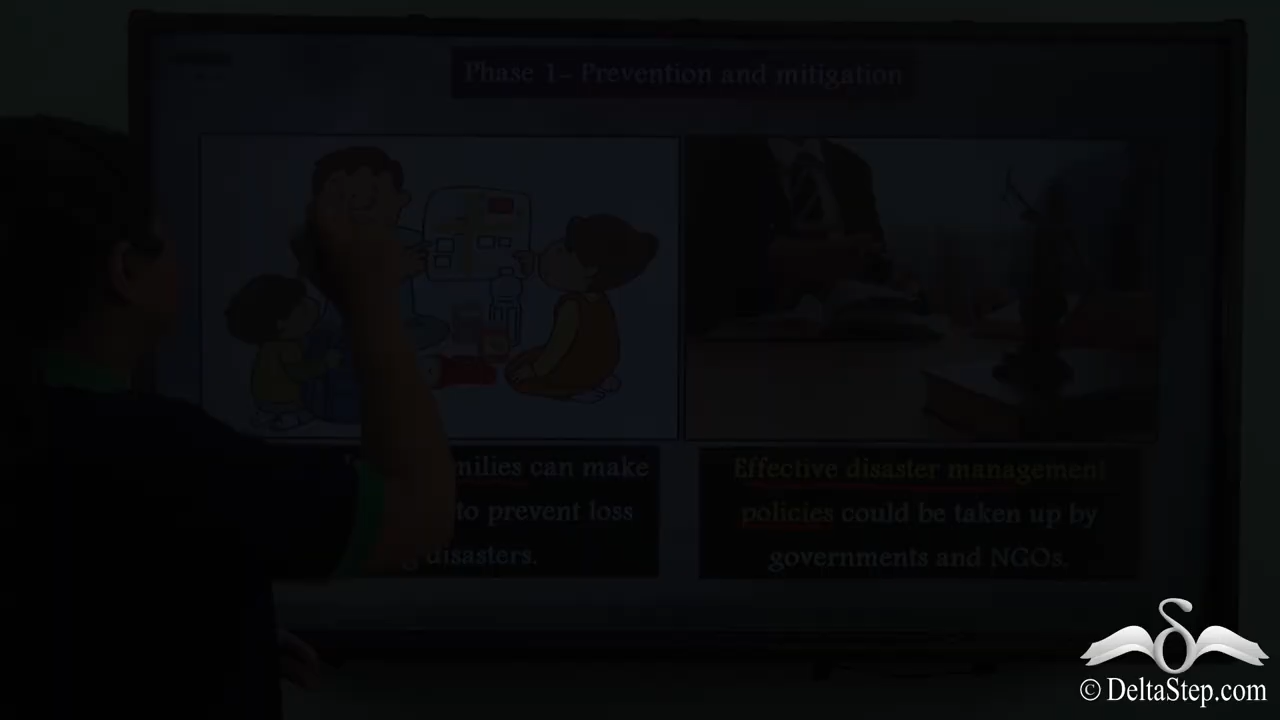 Phase 1- Prevention and mitigation
can make
to prevent loss
disasters.
Effective disaster management
policies could be taken up by
governments and NGOs.
© DeltaStep.com